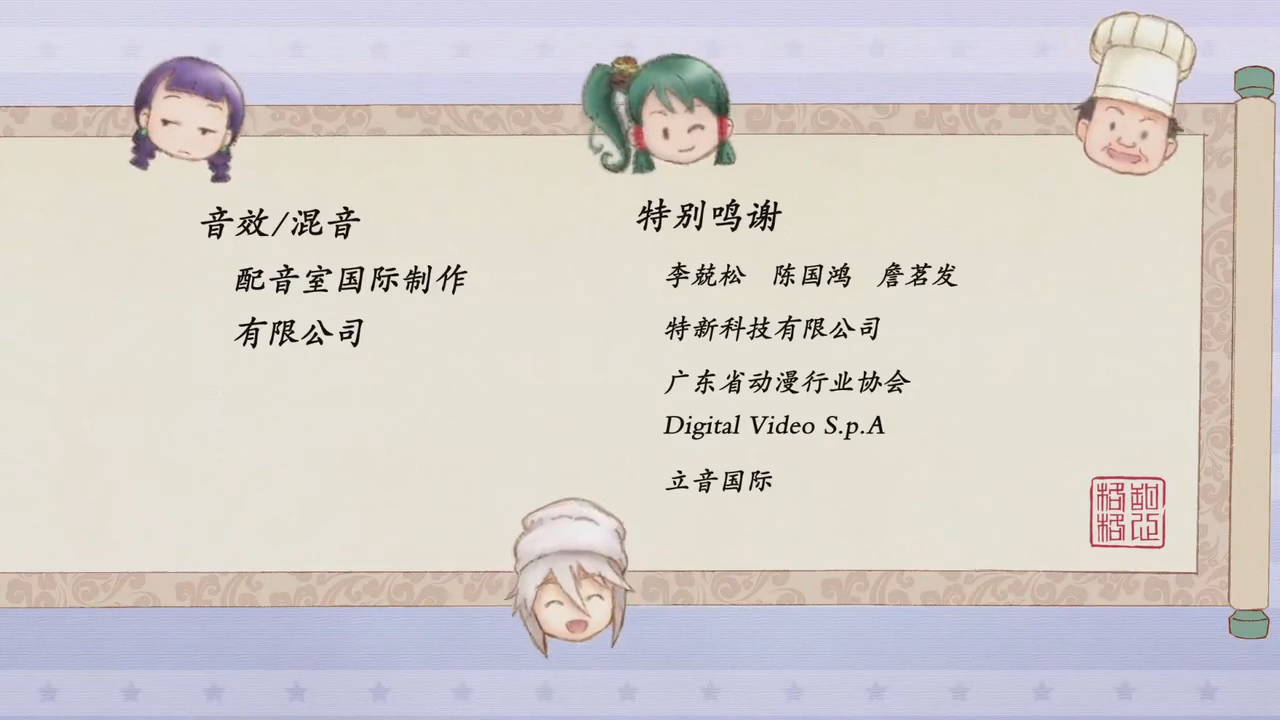 音效/混音
配音室国际制作
有限公司
特别鸣谢
李兢松 陈国鸿 詹茗发
特新科技有限公司
广东省动漫行业协会
Digital Video S.p.A
立音国际